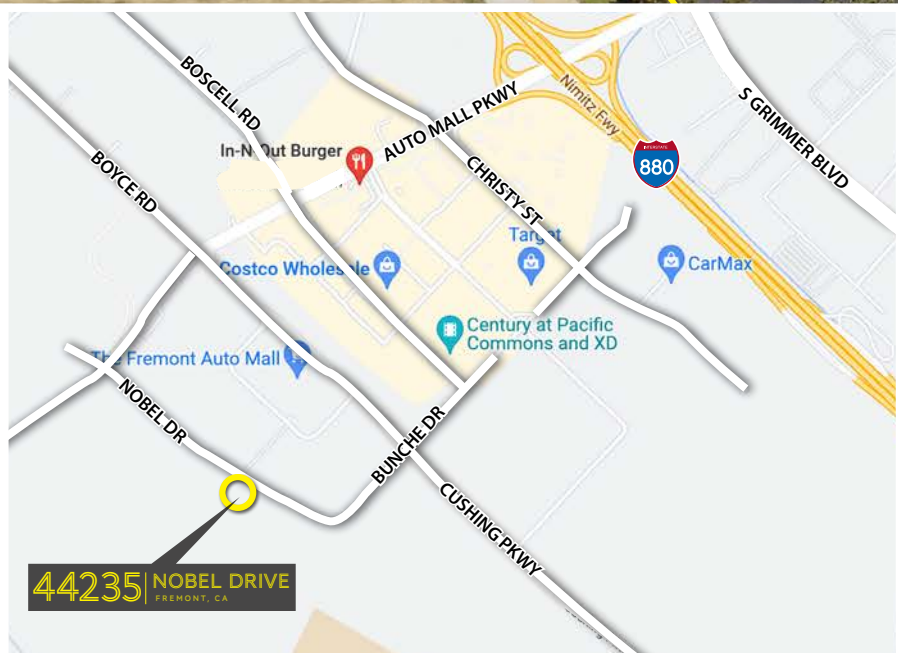 BOSCELL RD
AUTO MALL PKWY
Nimitz Fwy
S GRIMMER BLVD
In-N-Out Burger
INTERSTATE
880
BOYCE RD
CHRISTY ST
Target
Costco Wholesale
CarMax
Century at Pacific
Commons and XD
The Fremont Auto Mall
NOBEL DR
BUNCHE DR
CUSHING PKWY
44235 NOBEL DRIVE
FREMONT, CA